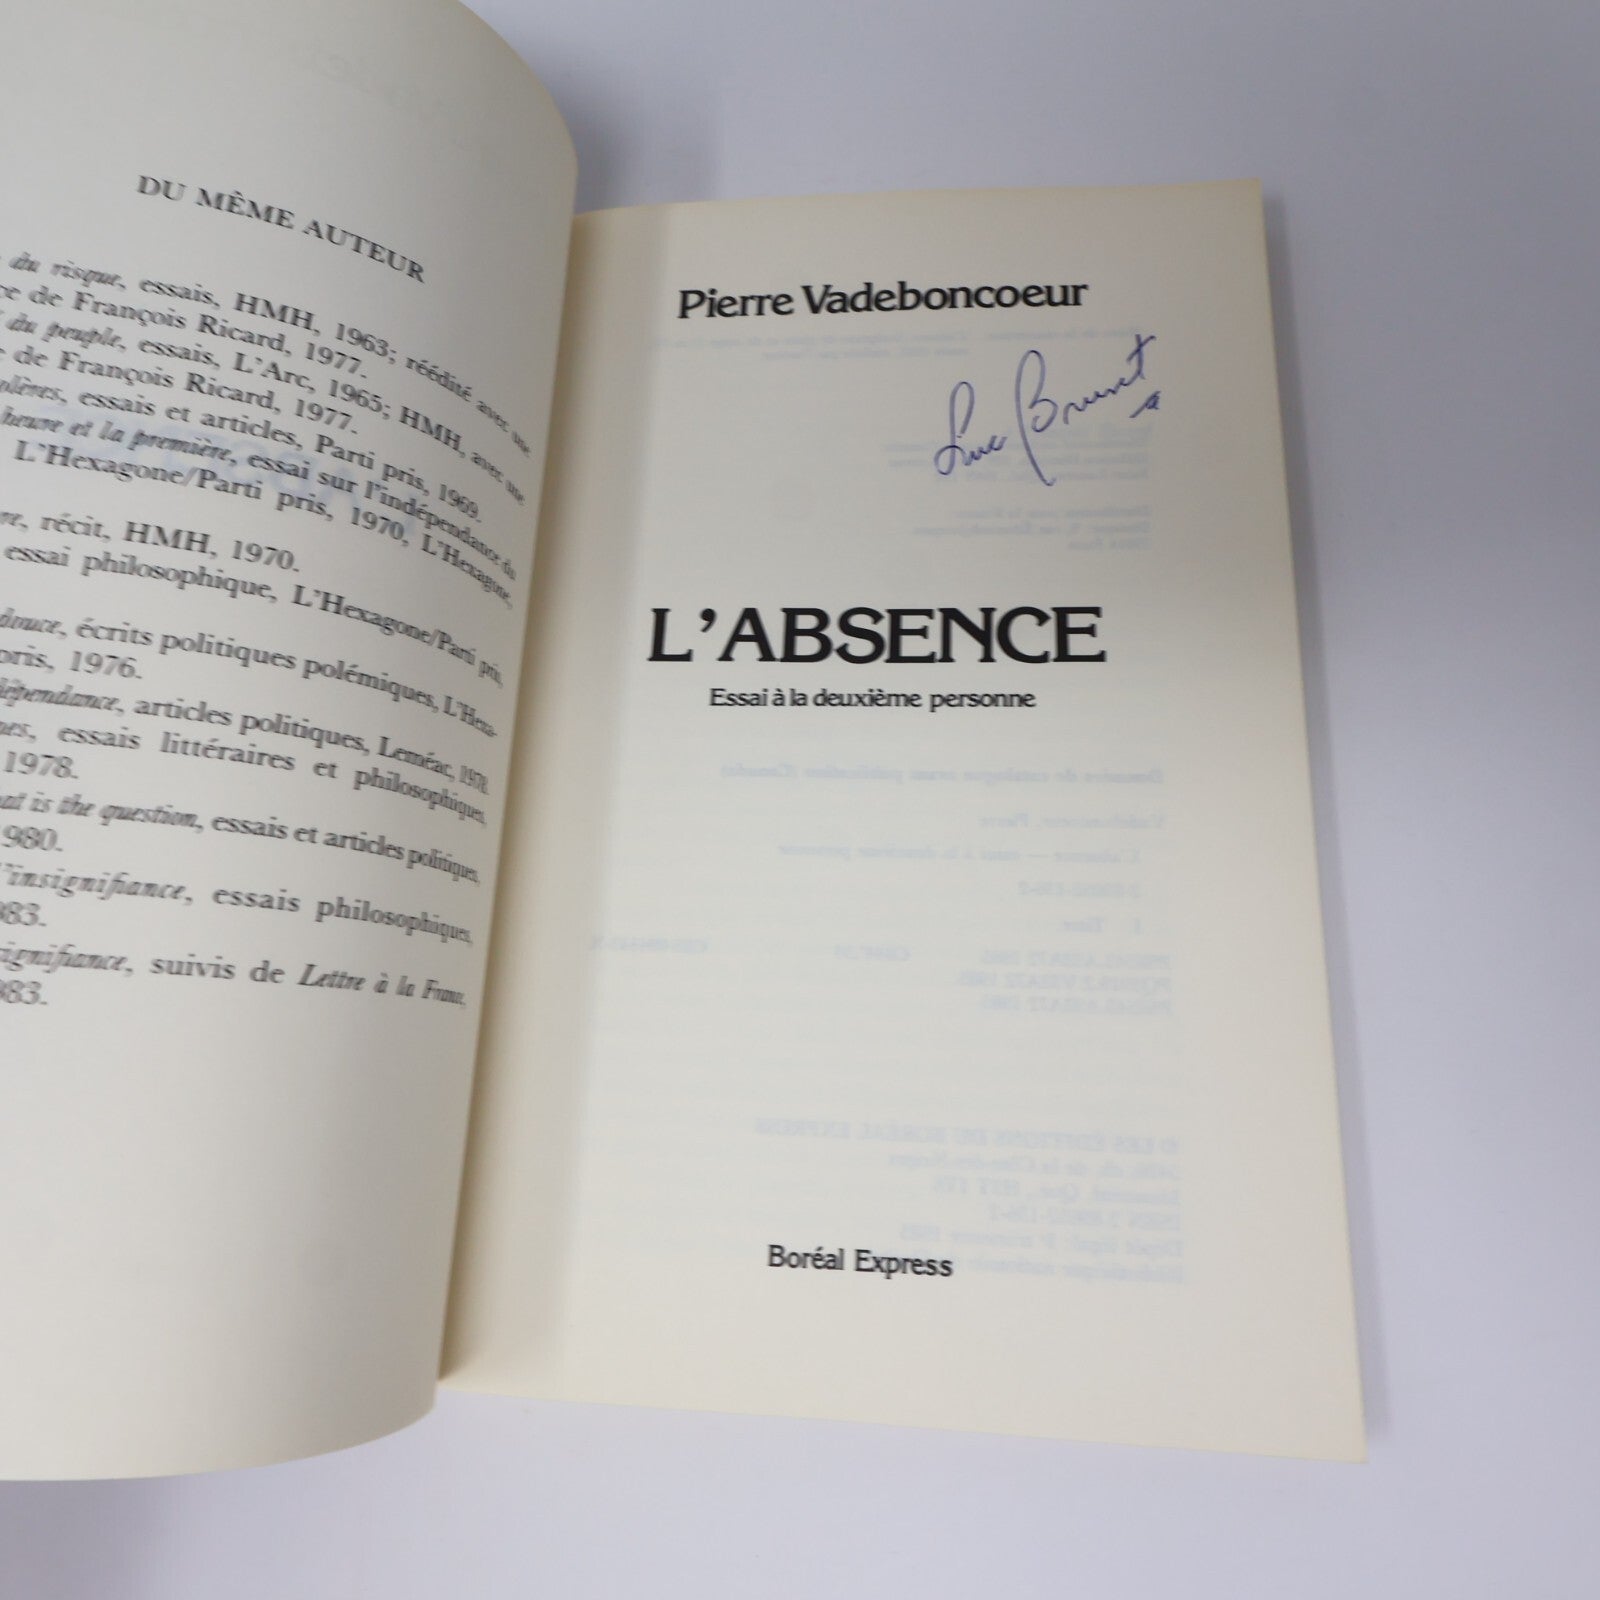 DU MÊME AUTEUR
du risque, essais, HMH, 1963; réédité avec une
ce de François Ricard, 1977.
du peuple, essais, L'Arc, 1965; HMH, avec une
de François Ricard, 1977.
essais et articles, Parti pris, 1969.
heure et la première, essai sur l'indépendance du
L'Hexagone/Parti pris, 1970, L'Hexagone,
récit, HMH, 1970.
essai philosophique, L'Hexagone/Parti pris,
écrits politiques polémiques, L'Hexa-
pris, 1976.
dépendance, articles politiques, Leméac, 1978.
essais littéraires et philosophiques,
1978.
at is the question, essais et articles politiques,
1980.
l'insignifiance, essais philosophiques,
983.
signifiance, suivis de Lettre à la France,
983.
Pierre Vadeboncoeur
Luc Brunet
L'ABSENCE
Essai à la deuxième personne
Boréal Express